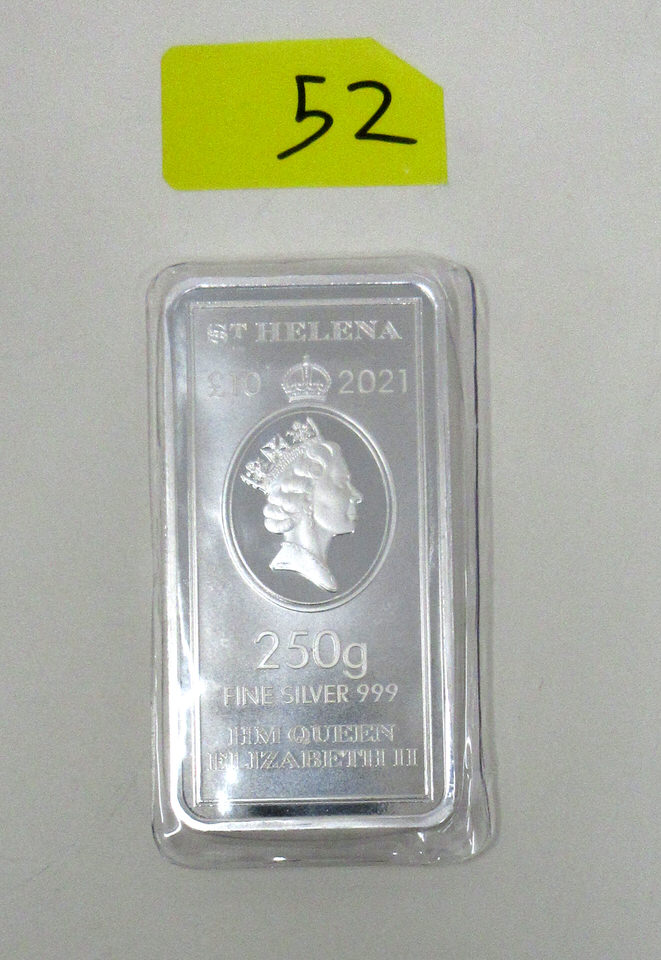 52
ST HELENA
£10 2021
250g
FINE SILVER 999
HM QUEEN
ELIZABETH II